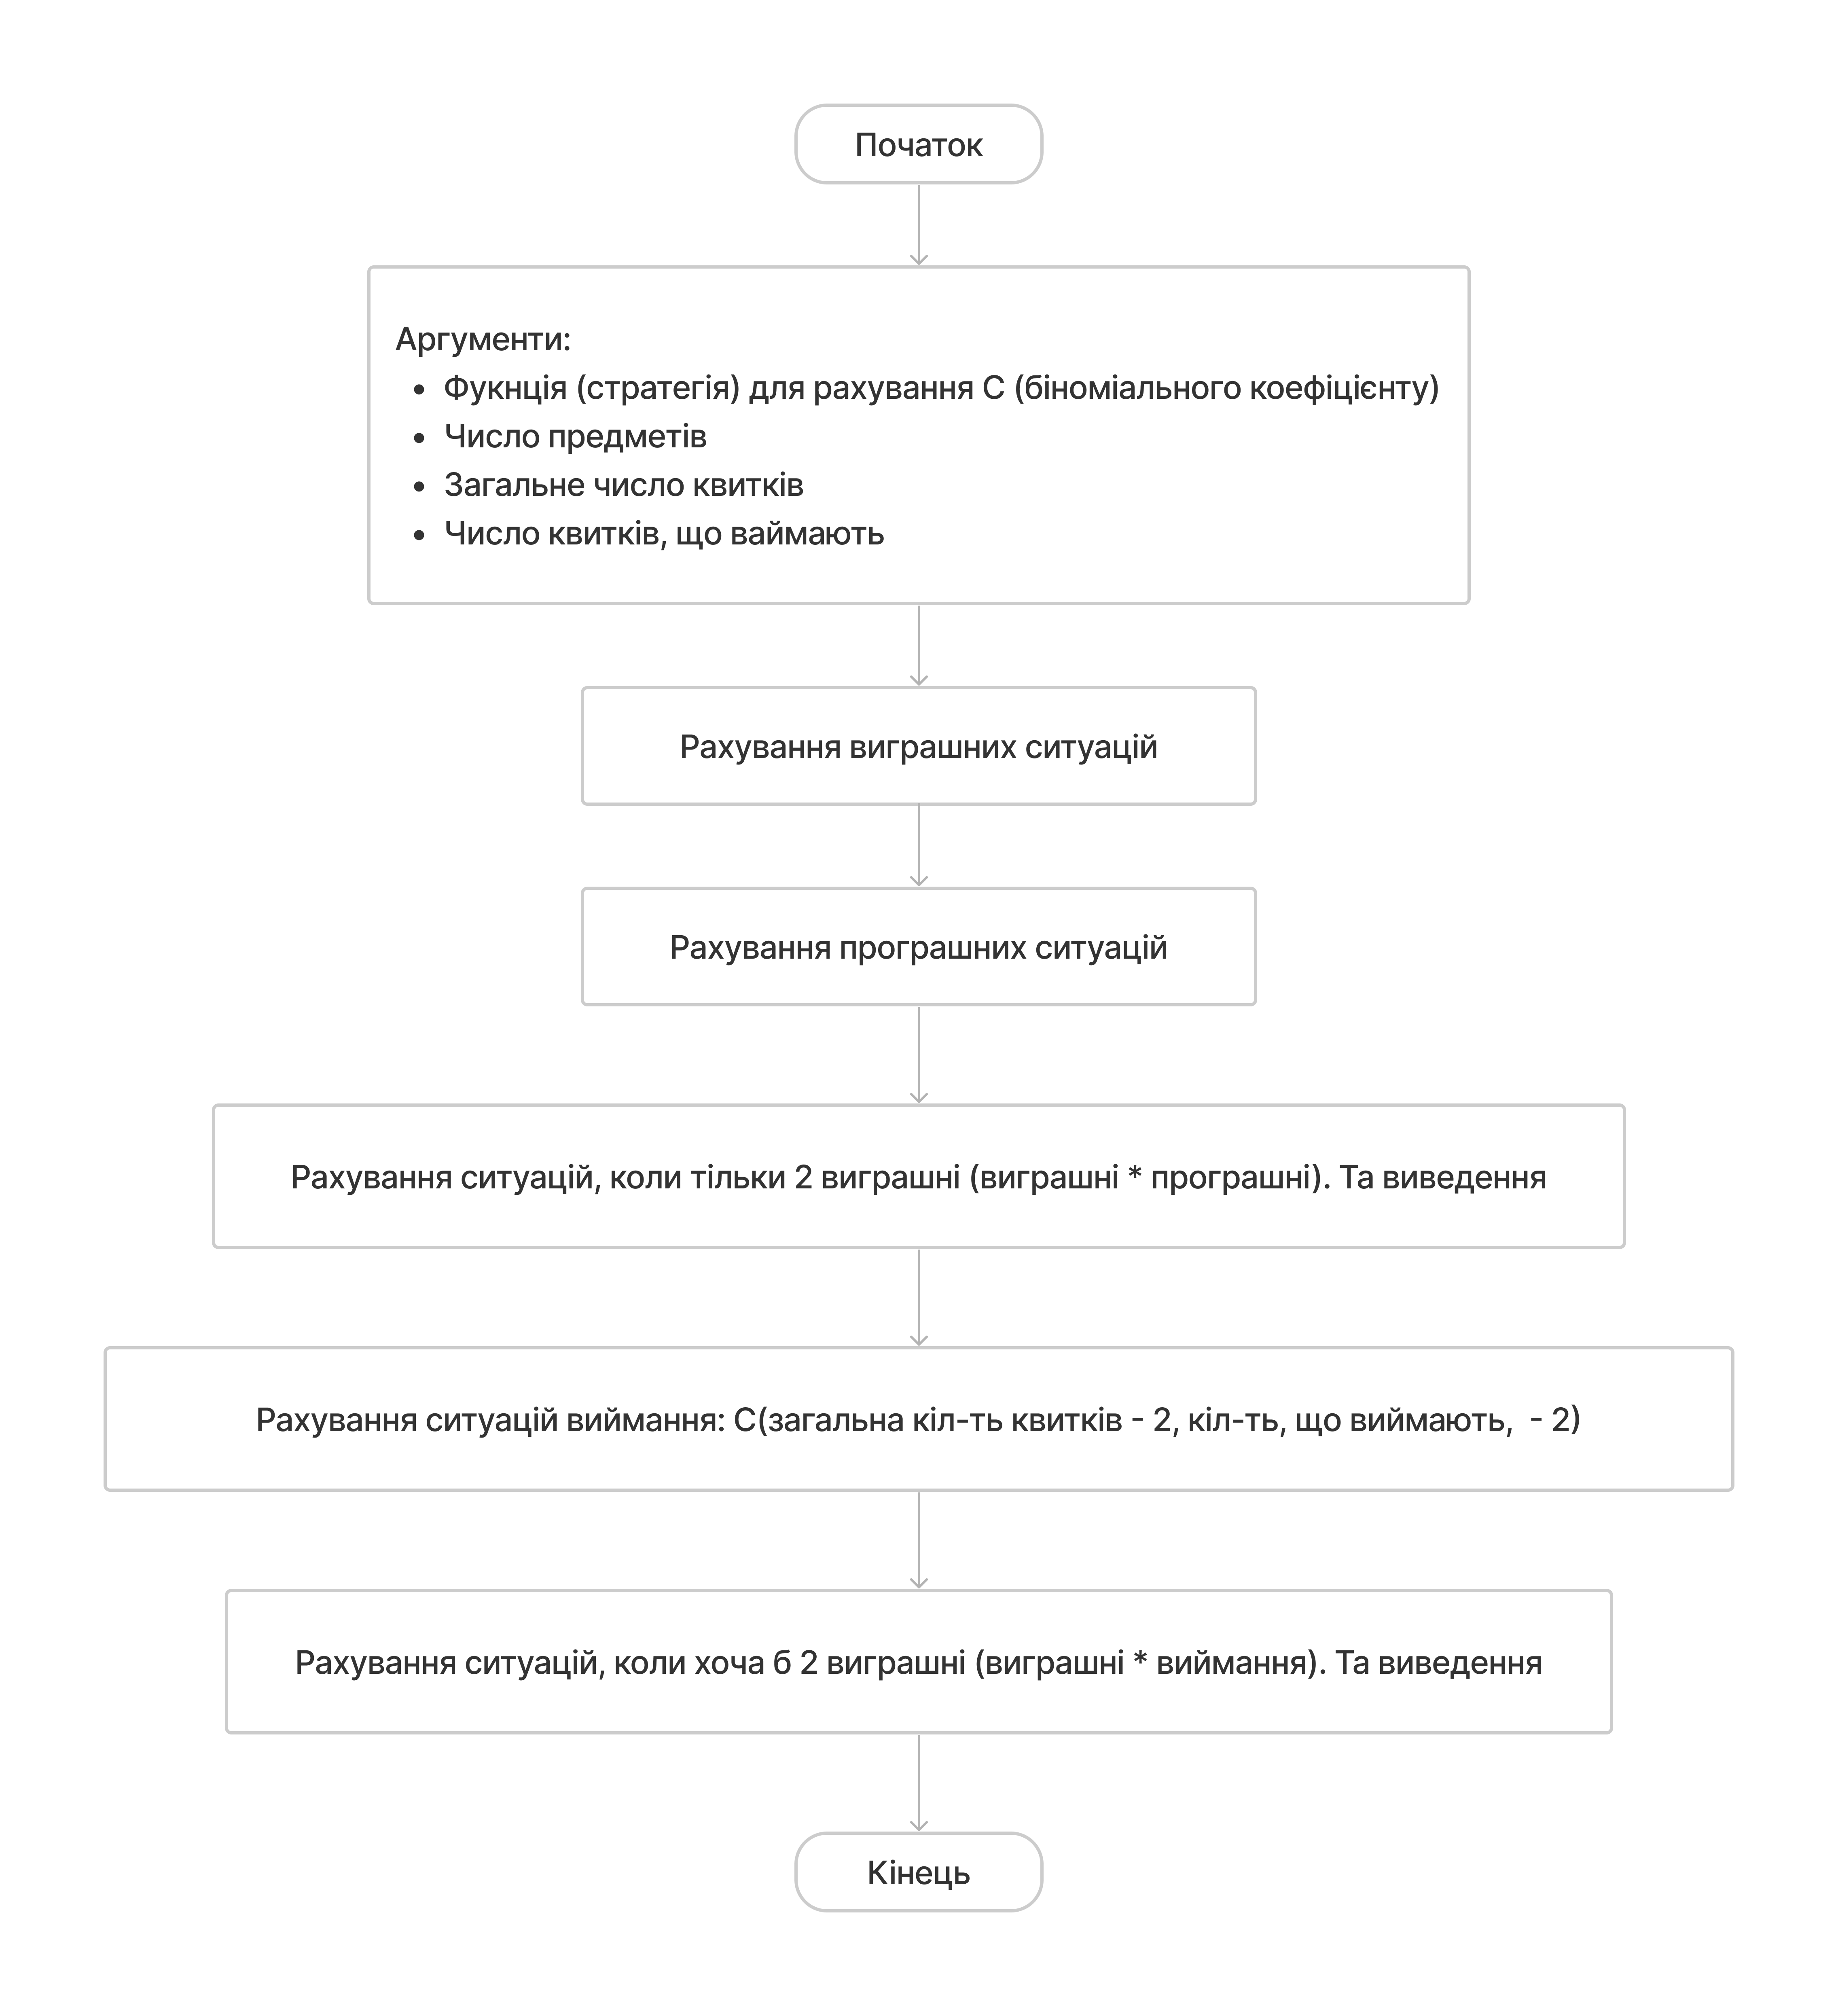 Початок
Аргументи:
• Фукнція (стратегія) для рахування C (біноміального коефіцієнту)
• Число предметів
• Загальне число квитків
• Число квитків, що ваймають
Рахування виграшних ситуацій
Рахування програшних ситуацій
Рахування ситуацій, коли тільки 2 виграшні (виграшні * програшні). Та виведення
Рахування ситуацій виймання: C(загальна кіл-ть квитків - 2, кіл-ть, що виймають,  - 2)
Рахування ситуацій, коли хоча б 2 виграшні (виграшні * виймання). Та виведення
Кінець